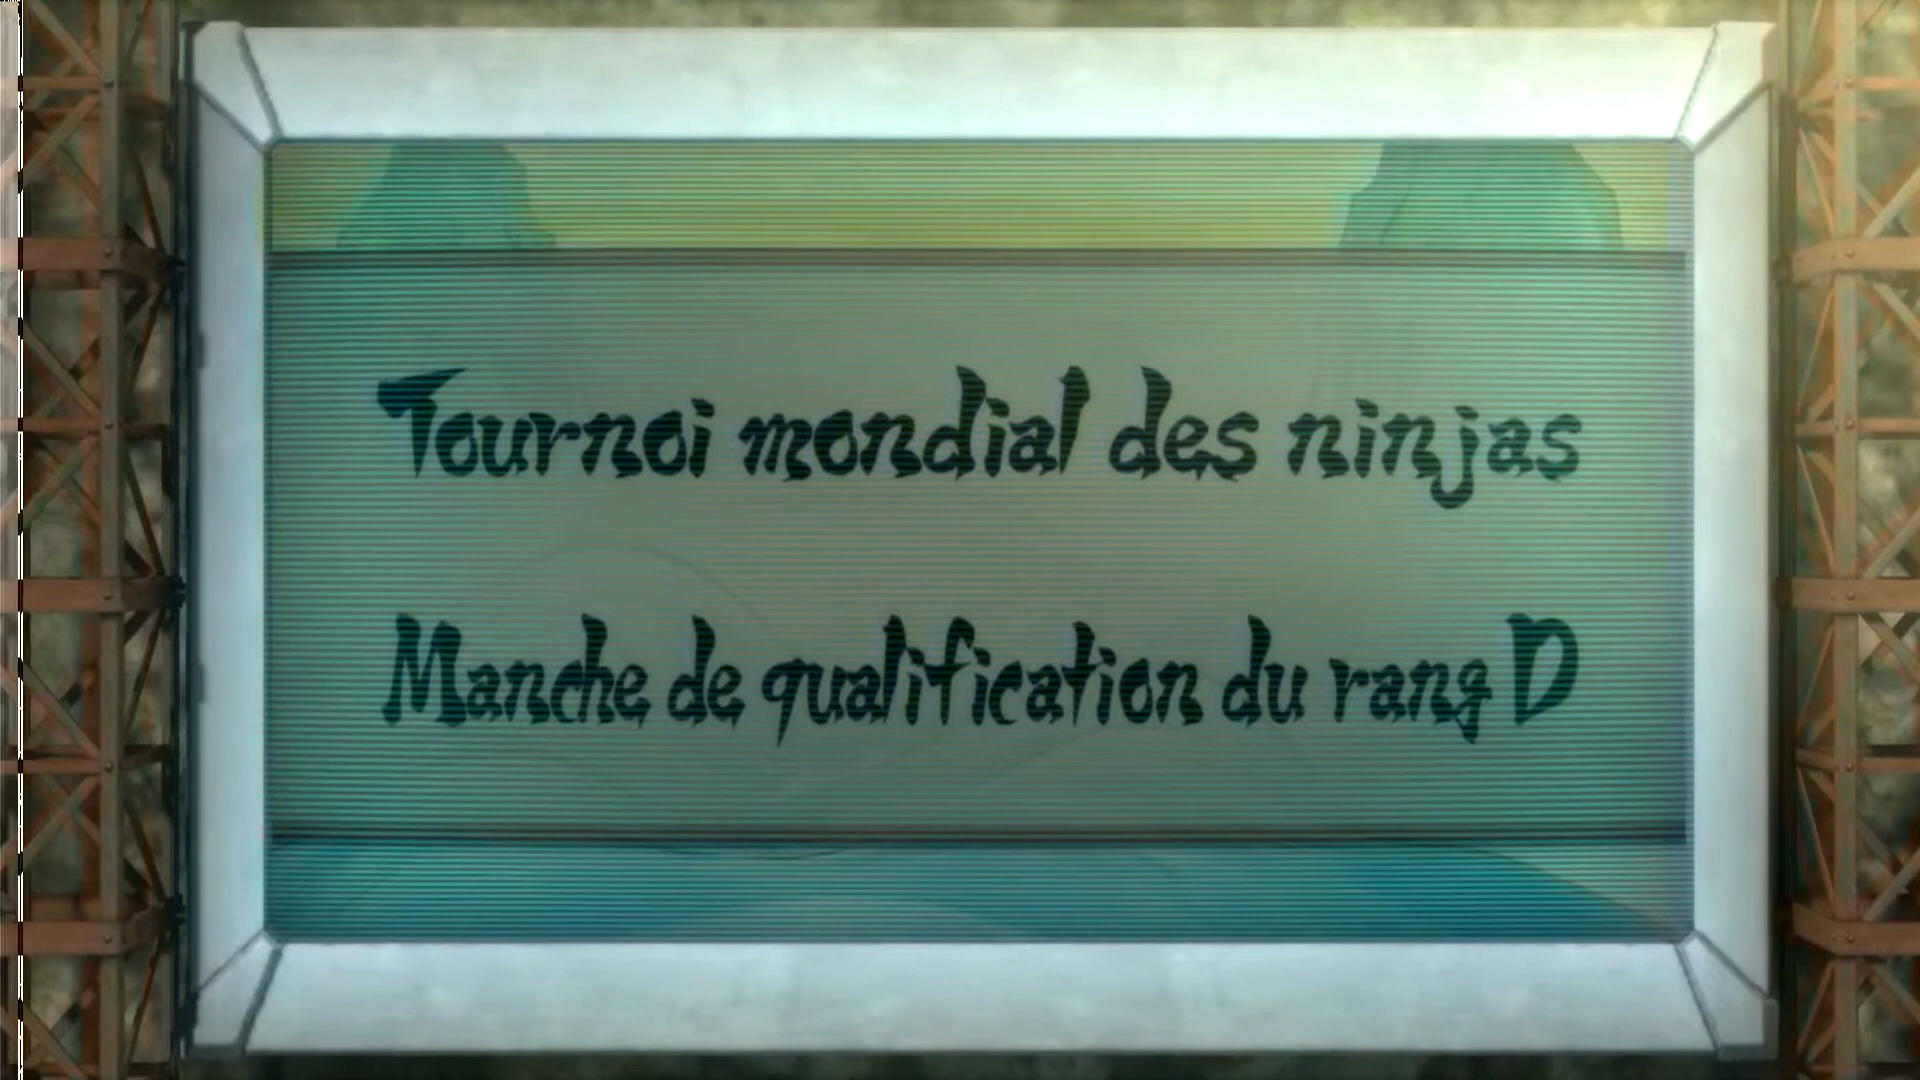 Tournoi mondial des ninjas
Manche de qualification du rang D